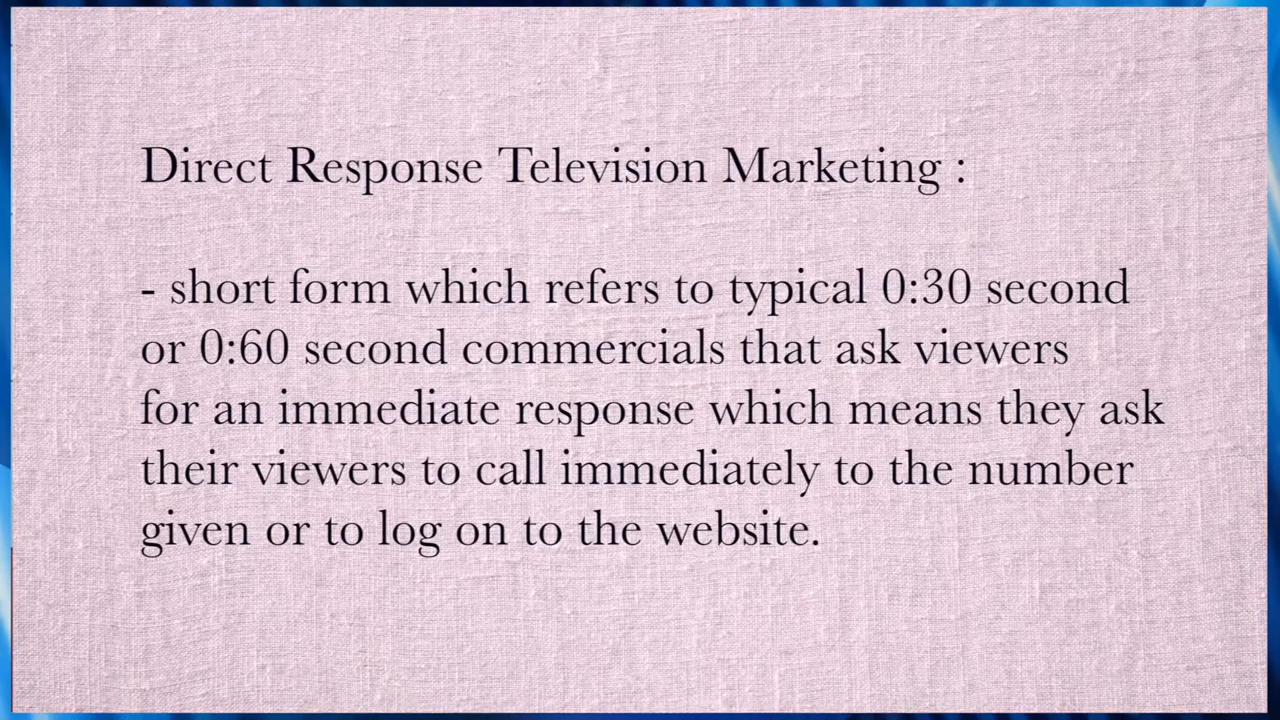 Direct Response Television Marketing :
- short form which refers to typical 0:30 second
or 0:60 second commercials that ask viewers
for an immediate response which means they ask
their viewers to call immediately to the number
given or to log on to the website.